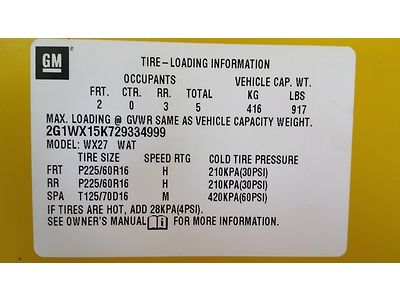 GM
TIRE-LOADING INFORMATION
OCCUPANTS VEHICLE CAP. WT.
FRT. CTR. RR. TOTAL KG LBS
2 0 3 5 416 917
MAX. LOADING @ GVWR SAME AS VEHICLE CAPACITY WEIGHT.
2G1WX15K729334999
MODEL: WX27 WAT
TIRE SIZE SPEED RTG COLD TIRE PRESSURE
FRT P225/60R16 H 210KPA(30PSI)
RR P225/60R16 H 210KPA(30PSI)
SPA T125/70D16 M 420KPA(60PSI)
IF TIRES ARE HOT, ADD 28KPA(4PSI).
SEE OWNER'S MANUAL i FOR MORE INFORMATION.